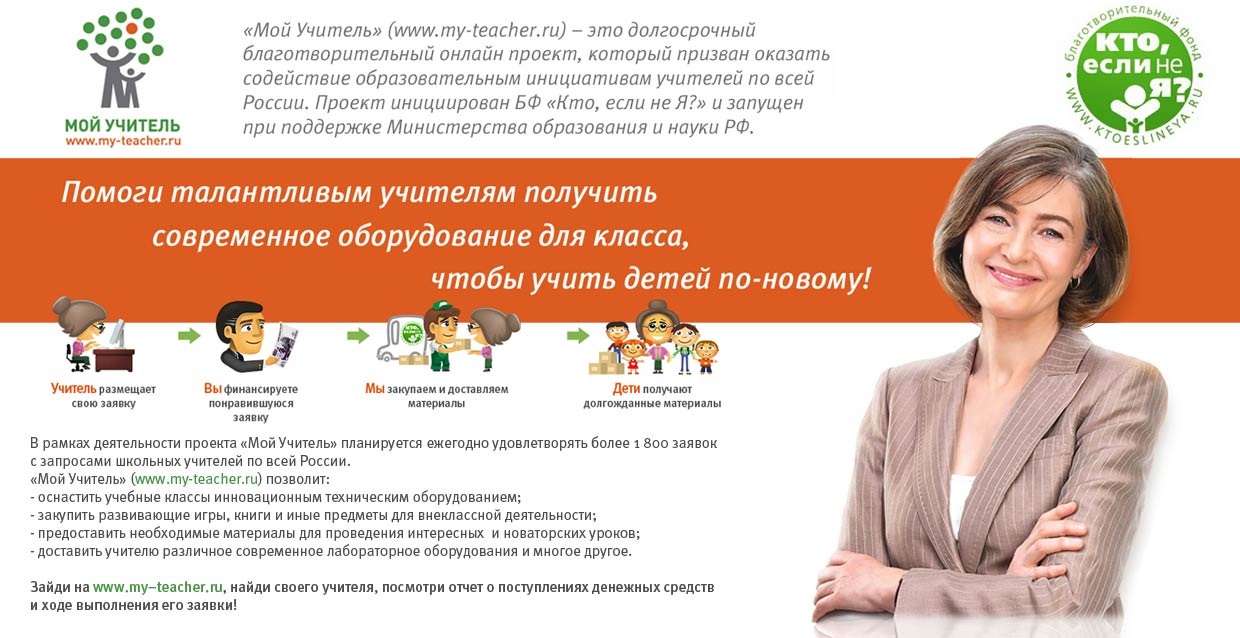 МОЙ УЧИТЕЛЬ
www.my-teacher.ru
«Мой Учитель» (www.my-teacher.ru) – это долгосрочный
благотворительный онлайн проект, который призван оказать
содействие образовательным инициативам учителей по всей
России. Проект инициирован БФ «Кто, если не Я?» и запущен
при поддержке Министерства образования и науки РФ.
благотворительный фонд
кто,
если не
Я?
WWW.KTOESLINEYA.RU
Помоги талантливым учителям получить
современное оборудование для класса,
чтобы учить детей по-новому!
Учитель размещает
свою заявку
Вы финансируете
понравившуюся
заявку
Мы закупаем и доставляем
материалы
Дети получают
долгожданные материалы
В рамках деятельности проекта «Мой Учитель» планируется ежегодно удовлетворять более 1 800 заявок
с запросами школьных учителей по всей России.
«Мой Учитель» (www.my-teacher.ru) позволит:
- оснастить учебные классы инновационным техническим оборудованием;
- закупить развивающие игры, книги и иные предметы для внеклассной деятельности;
- предоставить необходимые материалы для проведения интересных и новаторских уроков;
- доставить учителю различное современное лабораторное оборудования и многое другое.
Зайди на www.my–teacher.ru, найди своего учителя, посмотри отчет о поступлениях денежных средств
и ходе выполнения его заявки!